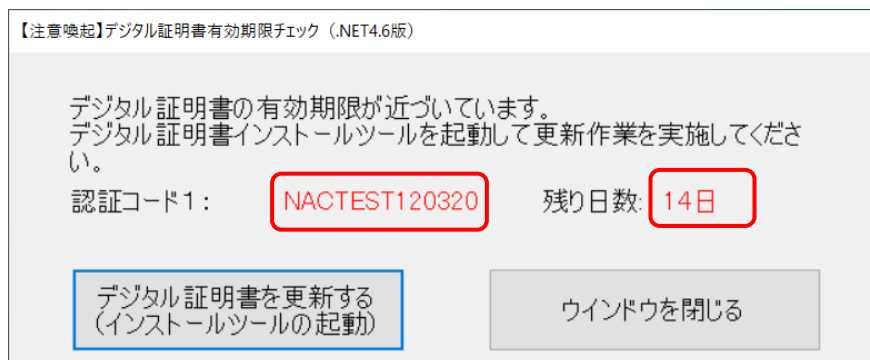 【注意喚起】デジタル証明書有効期限チェック（.NET4.6版）
デジタル証明書の有効期限が近づいています。
デジタル証明書インストールツールを起動して更新作業を実施してくださ
い。
認証コード1： NACTEST120320 残り日数: 14日
デジタル証明書を更新する ウインドウを閉じる
（インストールツールの起動）